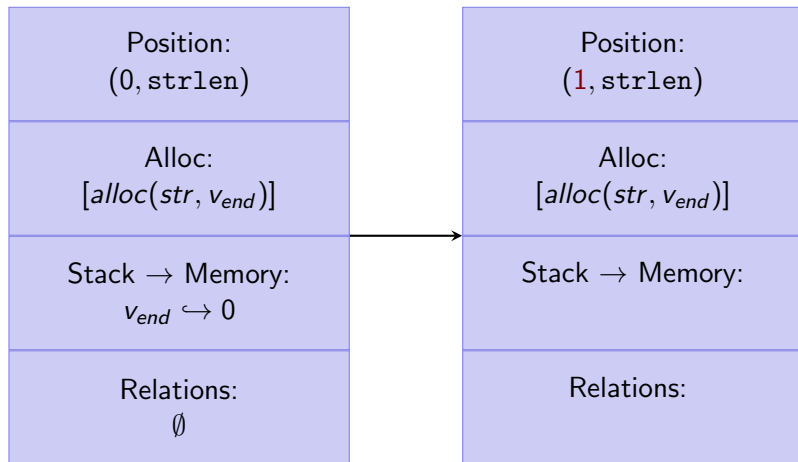 Position:
(0, strlen)
Alloc:
[alloc(str, v_end)]
Stack → Memory:
v_end ↪ 0
Relations:
∅
Position:
(1, strlen)
Alloc:
[alloc(str, v_end)]
Stack → Memory:
Relations: